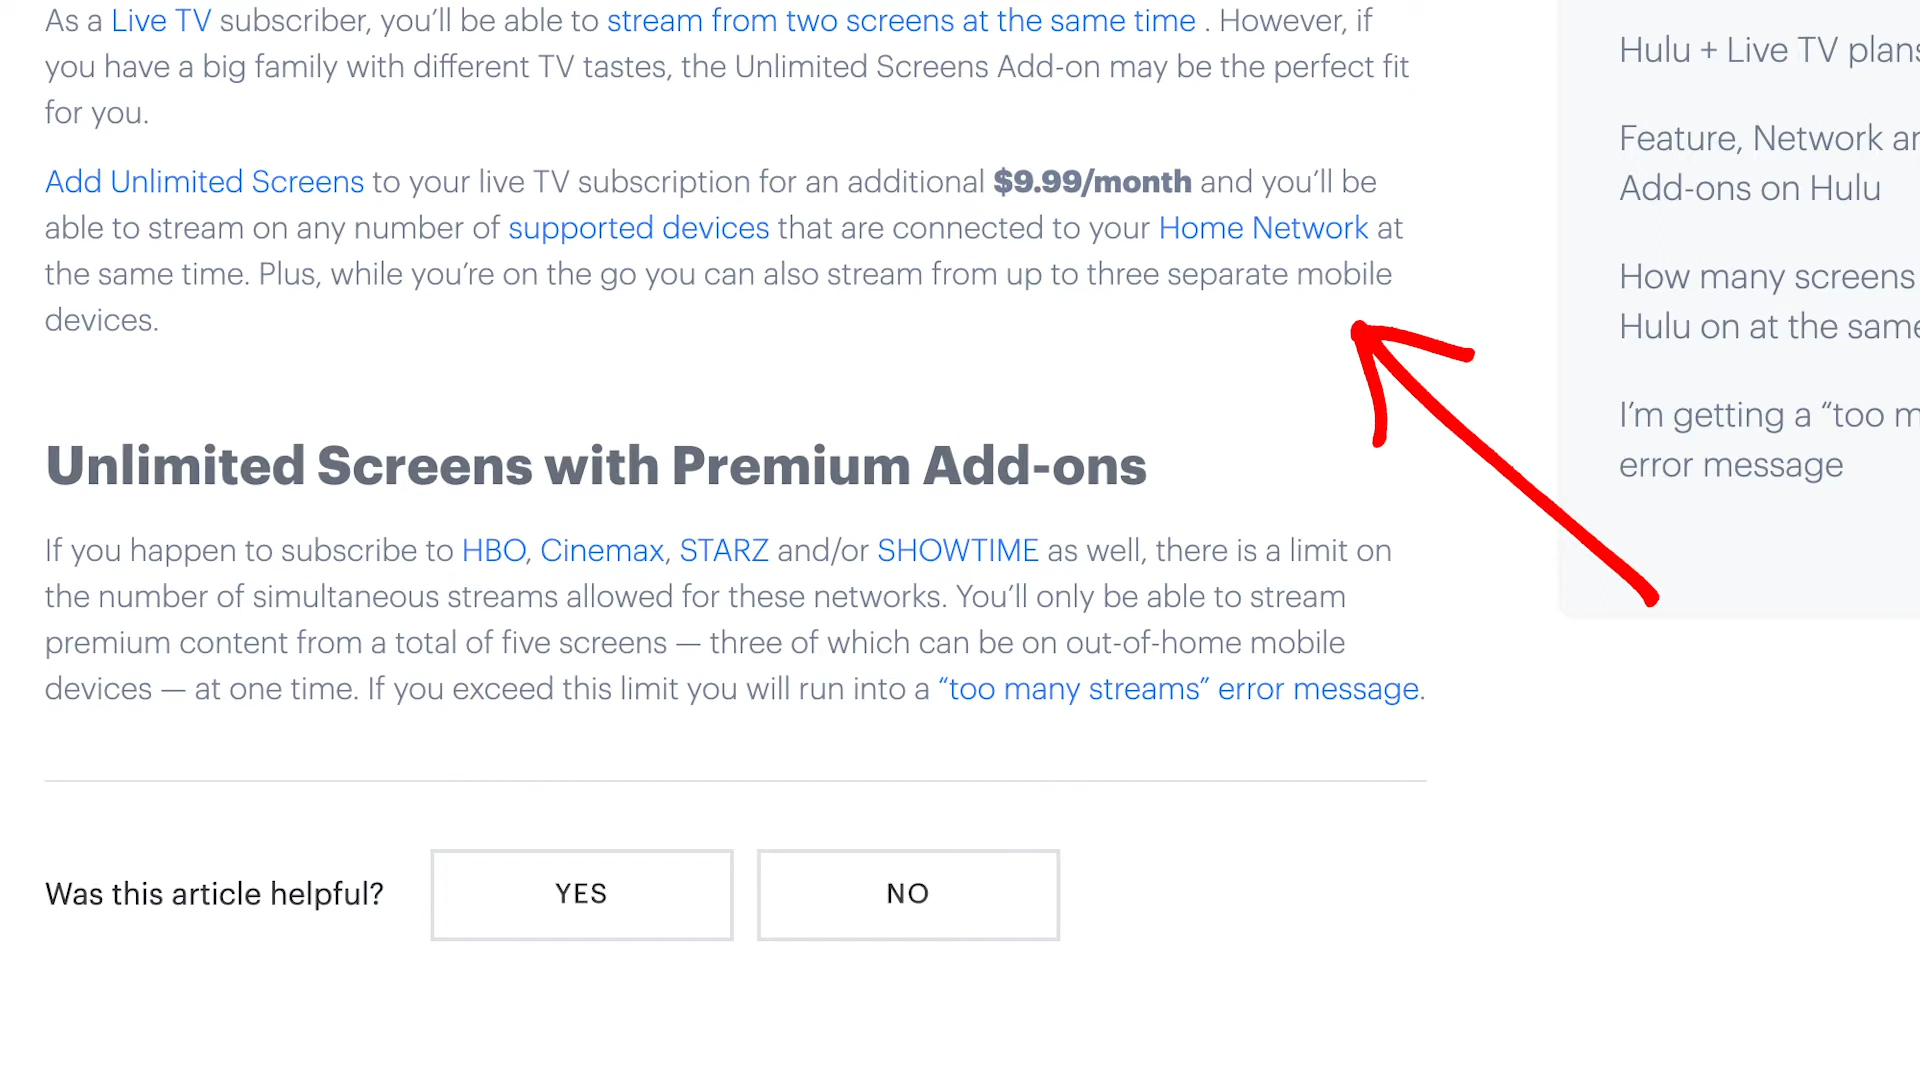 As a Live TV subscriber, you’ll be able to stream from two screens at the same time . However, if
you have a big family with different TV tastes, the Unlimited Screens Add-on may be the perfect fit
for you.
Add Unlimited Screens to your live TV subscription for an additional $9.99/month and you’ll be
able to stream on any number of supported devices that are connected to your Home Network at
the same time. Plus, while you’re on the go you can also stream from up to three separate mobile
devices.
Unlimited Screens with Premium Add-ons
If you happen to subscribe to HBO, Cinemax, STARZ and/or SHOWTIME as well, there is a limit on
the number of simultaneous streams allowed for these networks. You’ll only be able to stream
premium content from a total of five screens — three of which can be on out-of-home mobile
devices — at one time. If you exceed this limit you will run into a “too many streams” error message.
Was this article helpful?
YES
NO
Hulu + Live TV plans
Feature, Network
Add-ons on Hulu
How many screens
Hulu on at the same
I’m getting a “too
error message